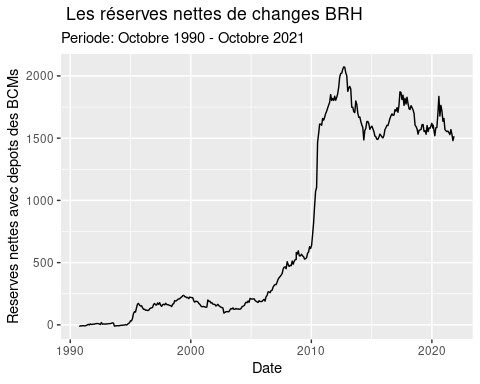 Les réserves nettes de changes BRH
Periode: Octobre 1990 - Octobre 2021
Reserves nettes avec depots des BCMs
2000
1500
1000
500
0
1990
2000
2010
2020
Date